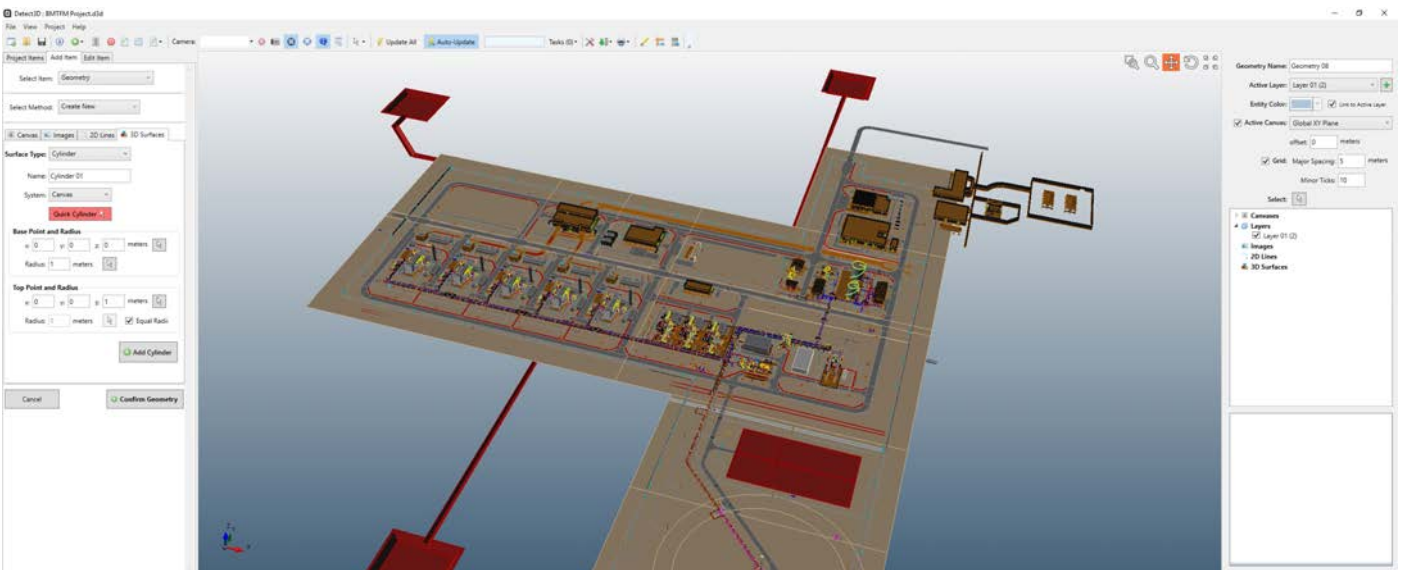 Detect3D : BMTFM Project.d3d
File View Project Help
Camera: Update All Auto-Update Tasks (0)
Project Items Add Item Edit Item
Select Item: Geometry
Select Method: Create New
Canvas Images 2D Lines 3D Surfaces
Surface Type: Cylinder
Name: Cylinder 01
System: Canvas
Quick Cylinder
Base Point and Radius
x: 0 y: 0 z: 0 meters
Radius: 1 meters
Top Point and Radius
x: 0 y: 0 z: 1 meters
Radius: meters Equal Radii
Add Cylinder
Cancel Confirm Geometry
Geometry Name: Geometry 08
Active Layer: Layer 01 (2)
Entity Color: Link to Active Layer
Active Canvas: Global XY Plane
offset: 0 meters
Grid: Major Spacing: 5 meters
Minor Ticks: 10
Select:
Canvases
Layers
Layer 01 (2)
Images
2D Lines
3D Surfaces